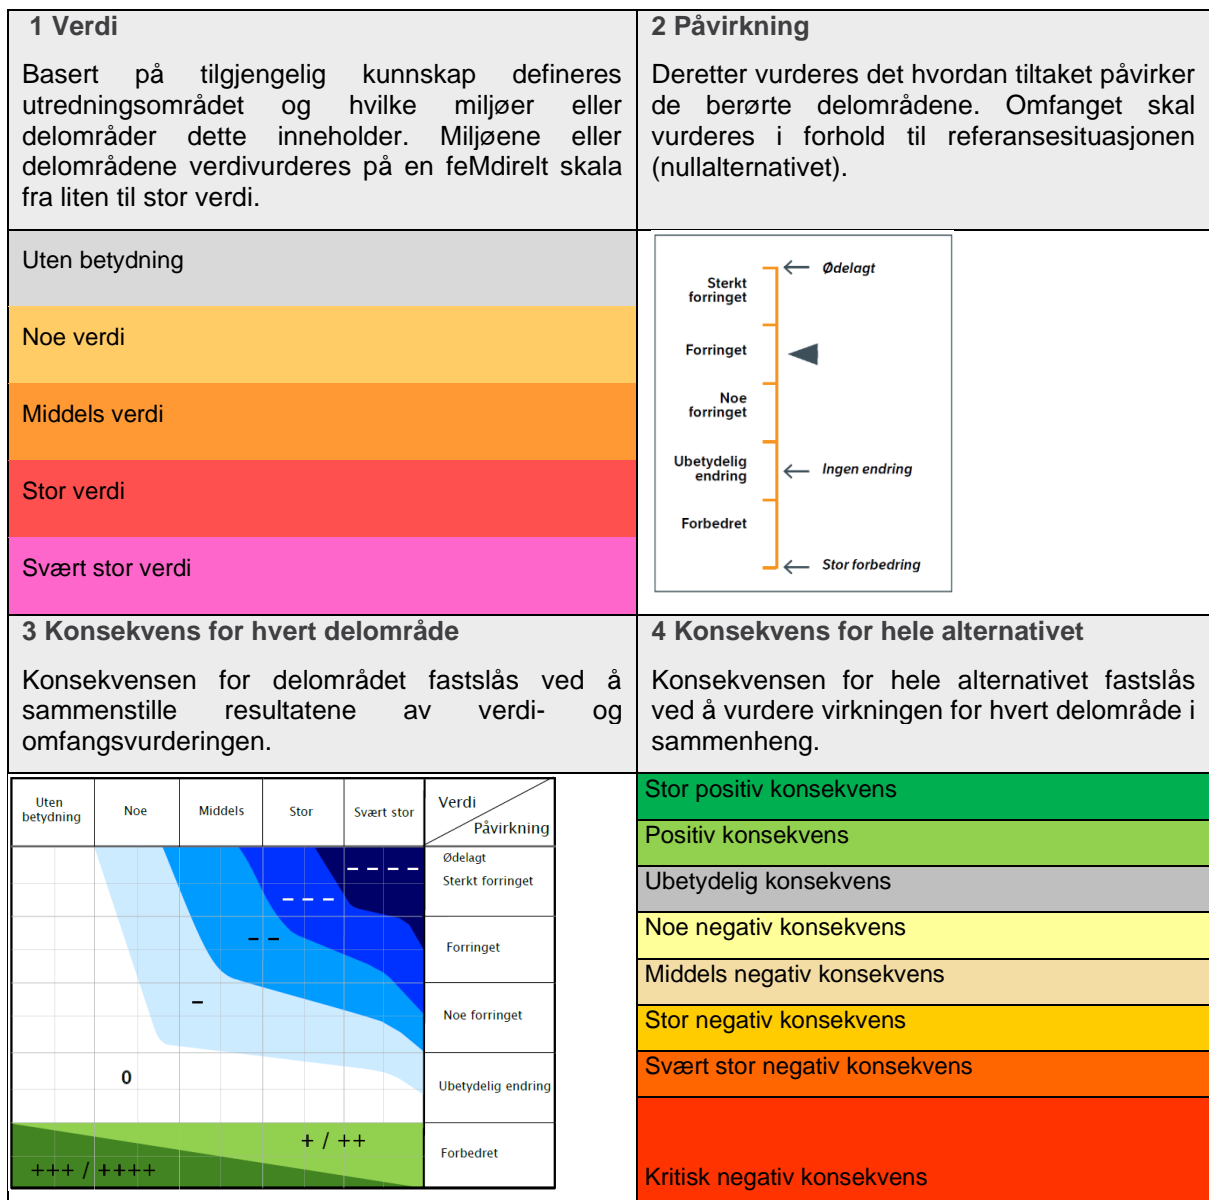 1 Verdi
Basert på tilgjengelig kunnskap defineres
utredningsområdet og hvilke miljøer eller
delområder dette inneholder. Miljøene eller
delområdene verdivurderes på en feMdirelt skala
fra liten til stor verdi.
2 Påvirkning
Deretter vurderes det hvordan tiltaket påvirker
de berørte delområdene. Omfanget skal
vurderes i forhold til referansesituasjonen
(nullalternativet).
Uten betydning
Noe verdi
Middels verdi
Stor verdi
Svært stor verdi
Ødelagt
Sterkt
forringet
Forringet
Noe
forringet
Ubetydelig
endring
Ingen endring
Forbedret
Stor forbedring
3 Konsekvens for hvert delområde
Konsekvensen for delområdet fastslås ved å
sammenstille resultatene av verdi- og
omfangsvurderingen.
4 Konsekvens for hele alternativet
Konsekvensen for hele alternativet fastslås
ved å vurdere virkningen for hvert delområde i
sammenheng.
Uten
betydning
Noe
Middels
Stor
Svært stor
Verdi
Påvirkning
Ødelagt
– – – –
Sterkt forringet
– – –
– –
Forringet
–
Noe forringet
0
Ubetydelig endring
+ / ++
Forbedret
+++ / ++++
Stor positiv konsekvens
Positiv konsekvens
Ubetydelig konsekvens
Noe negativ konsekvens
Middels negativ konsekvens
Stor negativ konsekvens
Svært stor negativ konsekvens
Kritisk negativ konsekvens